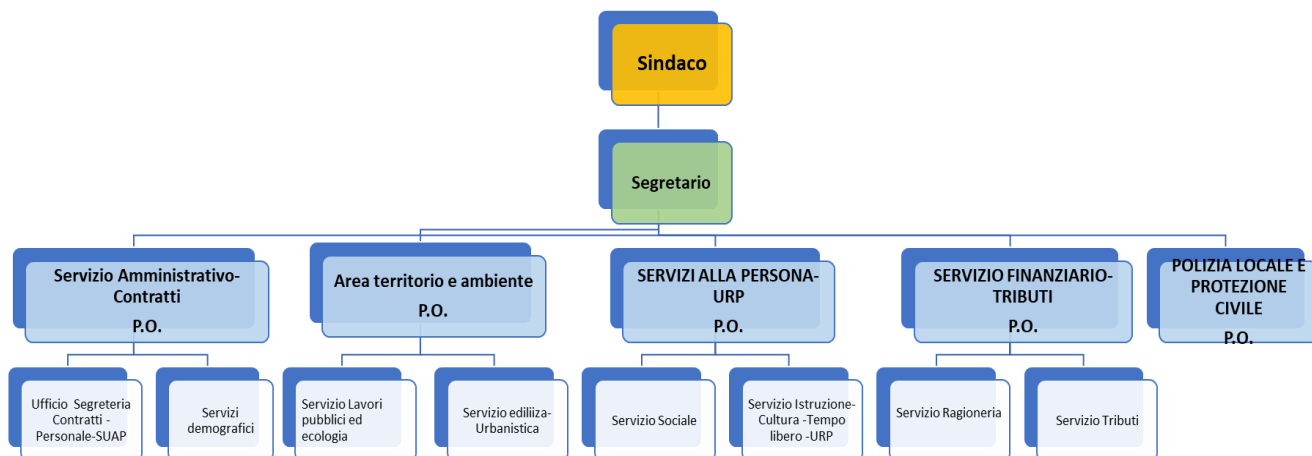 Sindaco
Segretario
Servizio Amministrativo-
Contratti
P.O.
Area territorio e ambiente
P.O.
SERVIZI ALLA PERSONA-
URP
P.O.
SERVIZIO FINANZIARIO-
TRIBUTI
P.O.
POLIZIA LOCALE E
PROTEZIONE
CIVILE
P.O.
Ufficio Segreteria
Contratti -
Personale-SUAP
Servizi
demografici
Servizio Lavori
pubblici ed
ecologia
Servizio ediliiza-
Urbanistica
Servizio Sociale
Servizio Istruzione-
Cultura -Tempo
libero -URP
Servizio Ragioneria
Servizio Tributi